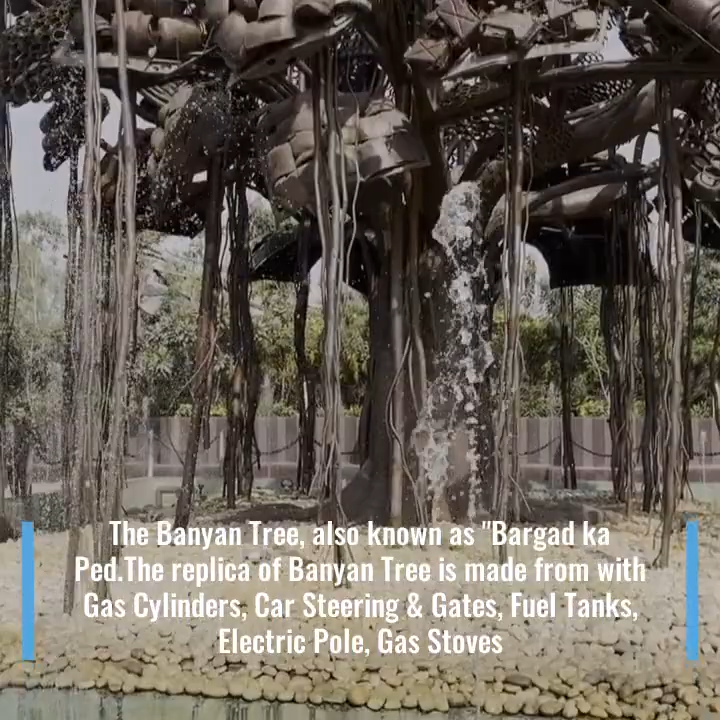 The Banyan Tree, also known as "Bargad ka
Ped.The replica of Banyan Tree is made from with
Gas Cylinders, Car Steering & Gates, Fuel Tanks,
Electric Pole, Gas Stoves